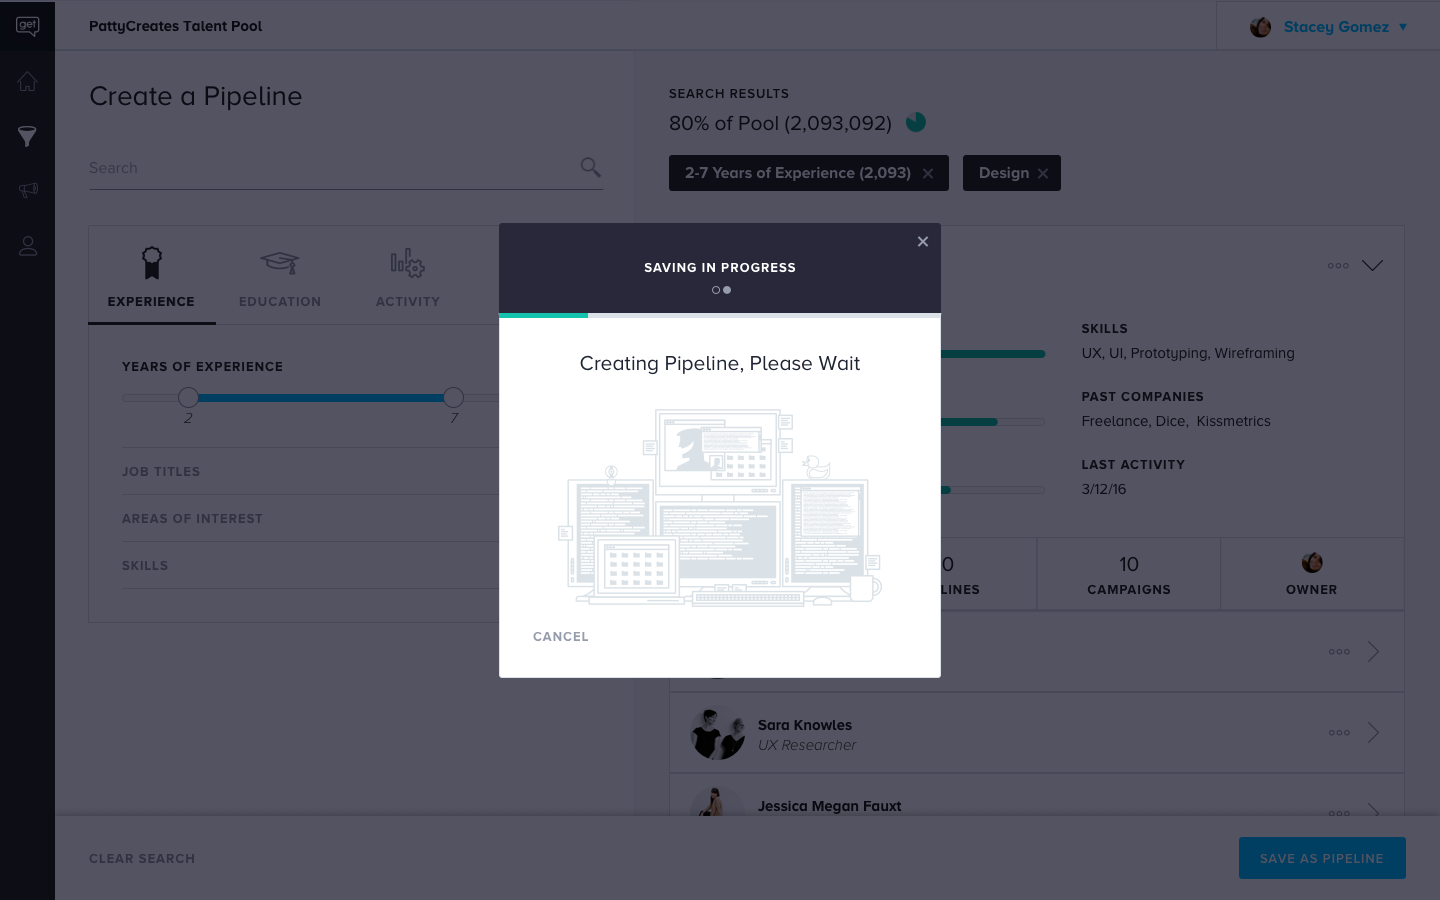 get
PattyCreates Talent Pool
Stacey Gomez
Create a Pipeline
Search
EXPERIENCE
EDUCATION
ACTIVITY
YEARS OF EXPERIENCE
2
7
JOB TITLES
AREAS OF INTEREST
SKILLS
SEARCH RESULTS
80% of Pool (2,093,092)
2-7 Years of Experience (2,093)
Design
SAVING IN PROGRESS
Creating Pipeline, Please Wait
CANCEL
SKILLS
UX, UI, Prototyping, Wireframing
PAST COMPANIES
Freelance, Dice, Kissmetrics
LAST ACTIVITY
3/12/16
10
CAMPAIGNS
OWNER
Sara Knowles
UX Researcher
Jessica Megan Fauxt
CLEAR SEARCH
SAVE AS PIPELINE